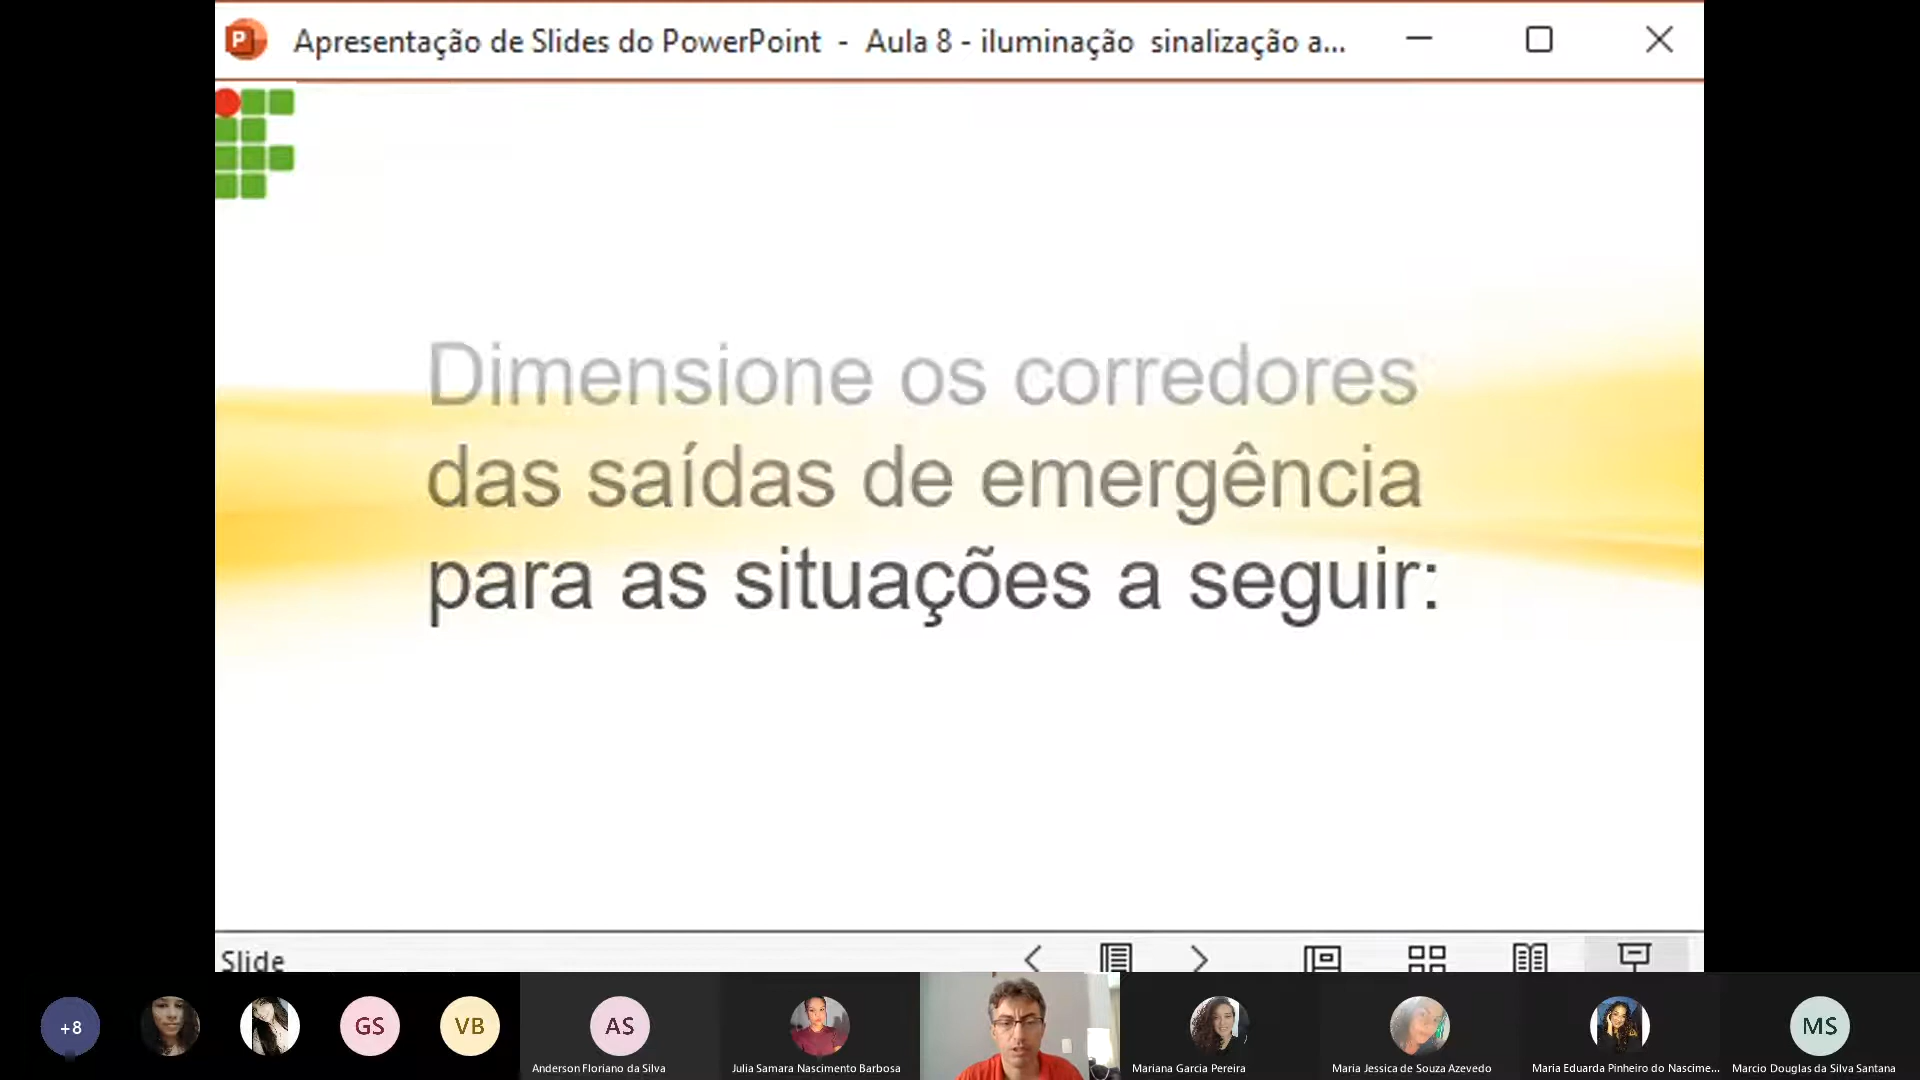 Apresentação de Slides do PowerPoint - Aula 8 - iluminação sinalização a...
Dimensione os corredores
das saídas de emergência
para as situações a seguir:
Slide
+8
GS
VB
AS
MS
Anderson Floriano da Silva
Julia Samara Nascimento Barbosa
Mariana Garcia Pereira
Maria Jessica de Souza Azevedo
Maria Eduarda Pinheiro do Nascime...
Marcio Douglas da Silva Santana